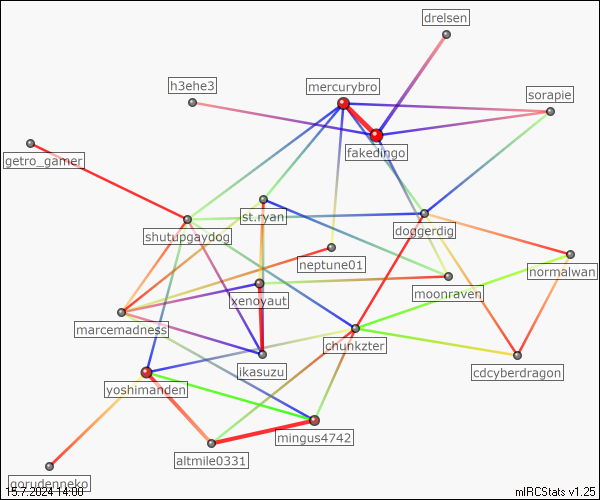 drelsen
h3ehe3
mercurybro
sorapie
fakedingo
getro_gamer
st.ryan
shutupgaydog
doggerdig
neptune01
normalwan
xenoyaut
moonraven
marcemadness
chunkzter
ikasuzu
cdcyberdragon
yoshimanden
mingus4742
altmile0331
gorudenneko
15.7.2024 14:00
mIRCStats v1.25